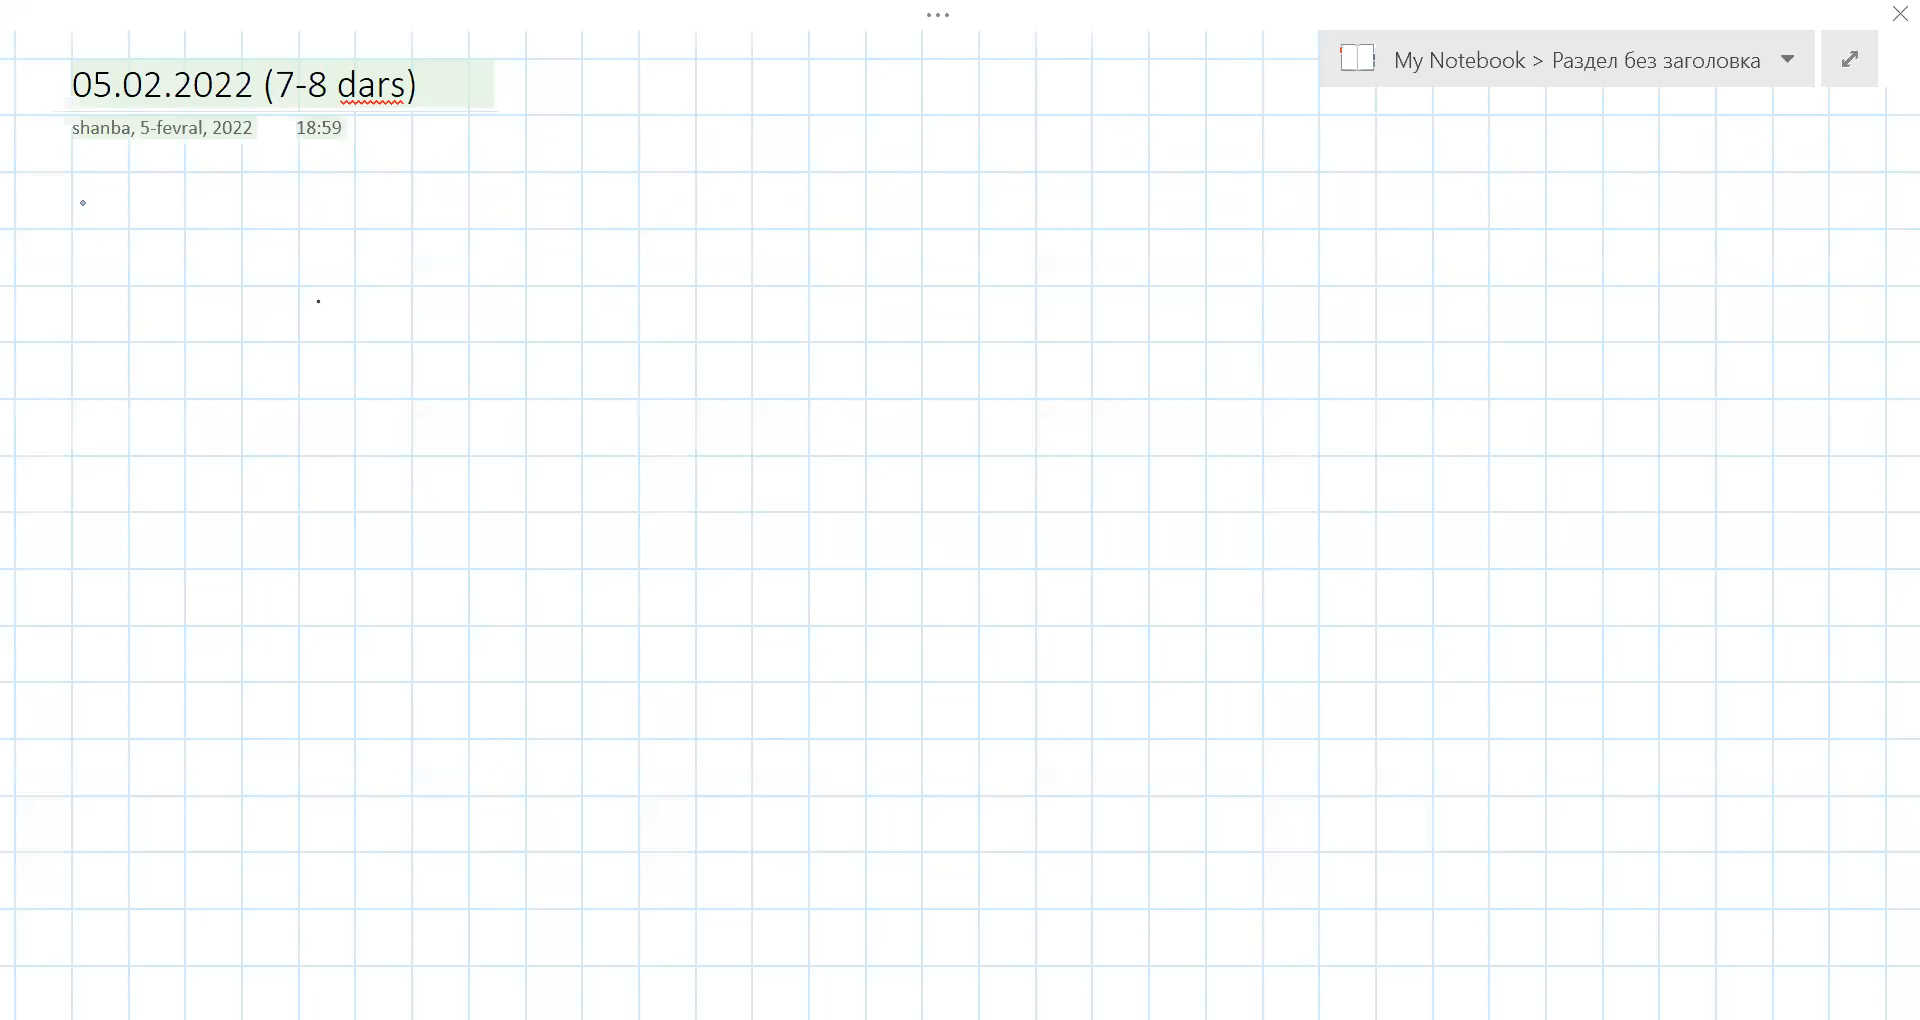 My Notebook > Раздел без заголовка
05.02.2022 (7-8 dars)
shanba, 5-fevral, 2022 18:59